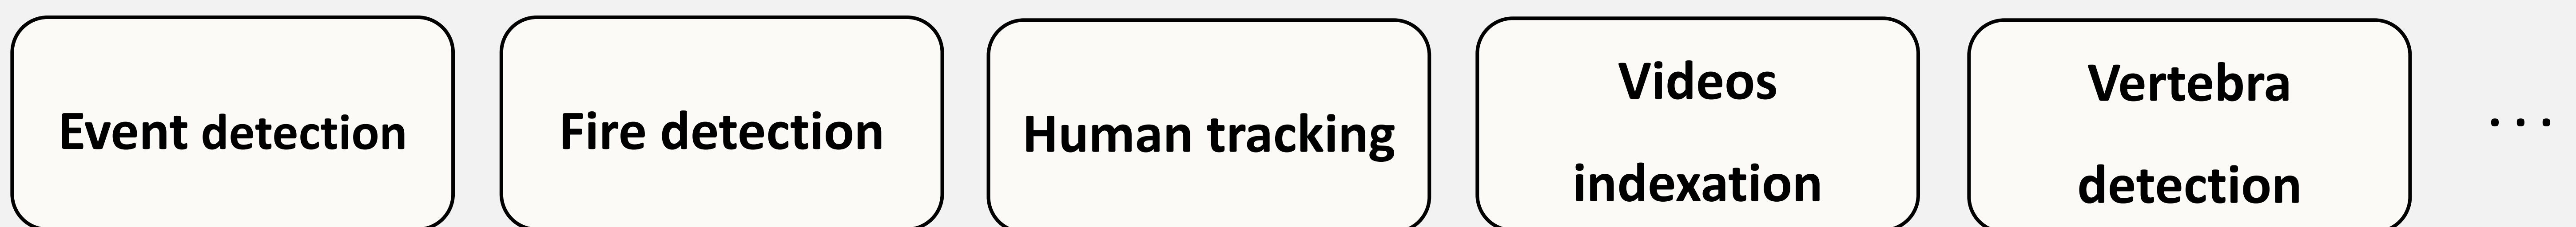 Event detection
Fire detection
Human tracking
Videos
indexation
Vertebra
detection
...